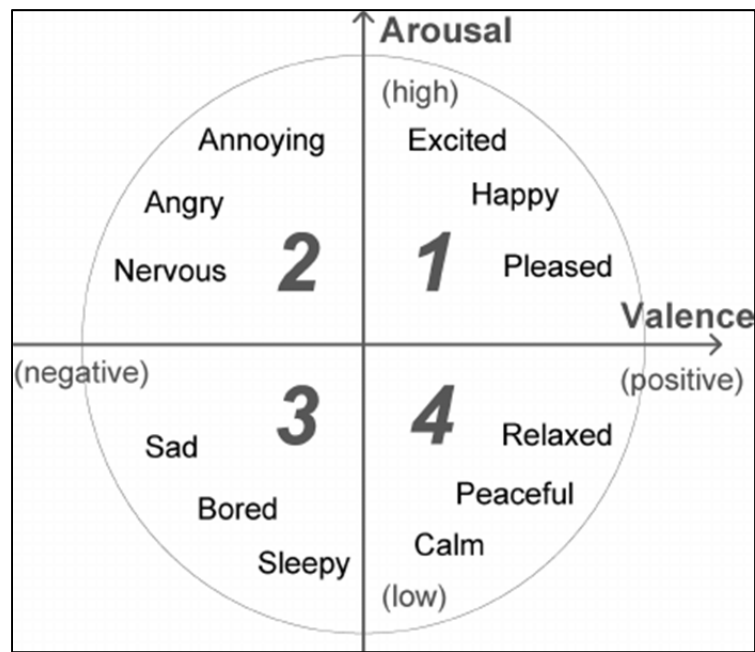 Arousal
(high)
Annoying
Excited
Angry
Happy
2
1
Nervous
Pleased
Valence
(negative)
(positive)
3
4
Sad
Relaxed
Bored
Peaceful
Sleepy
Calm
(low)